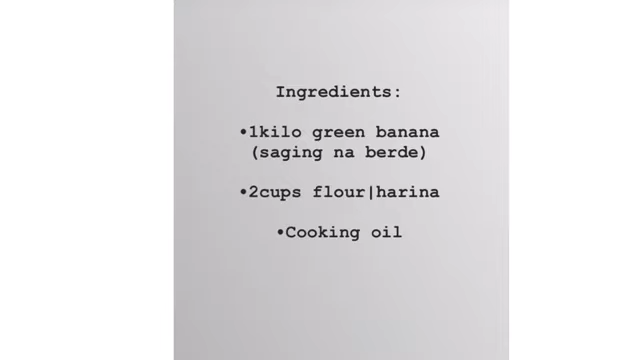 Ingredients:
•1kilo green banana
(saging na berde)
•2cups flour|harina
•Cooking oil